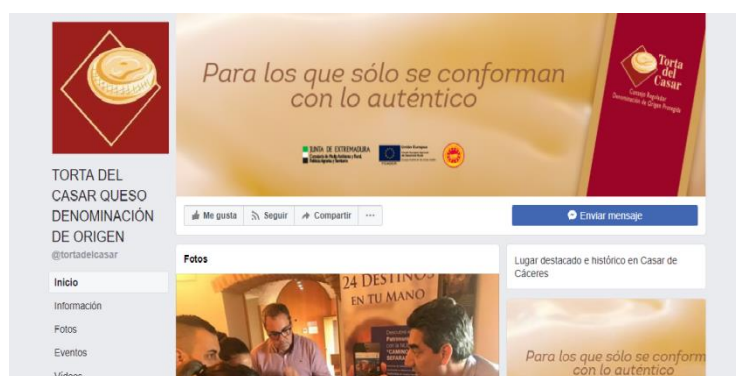 Para los que sólo se conforman
con lo auténtico
Torta
del
Casar
Consejo Regulador
Denominación de Origen Protegida
JUNTA DE EXTREMADURA
Unión Europea
TORTA DEL
CASAR QUESO
DENOMINACIÓN
DE ORIGEN
@tortadelcasar
Me gusta Seguir Compartir ...
Enviar mensaje
Inicio
Información
Fotos
Eventos
Vídeos
Fotos
24 DESTINOS
EN TU MANO
Lugar destacado e histórico en Casar de
Cáceres
Para los que sólo se conform
con lo auténtico